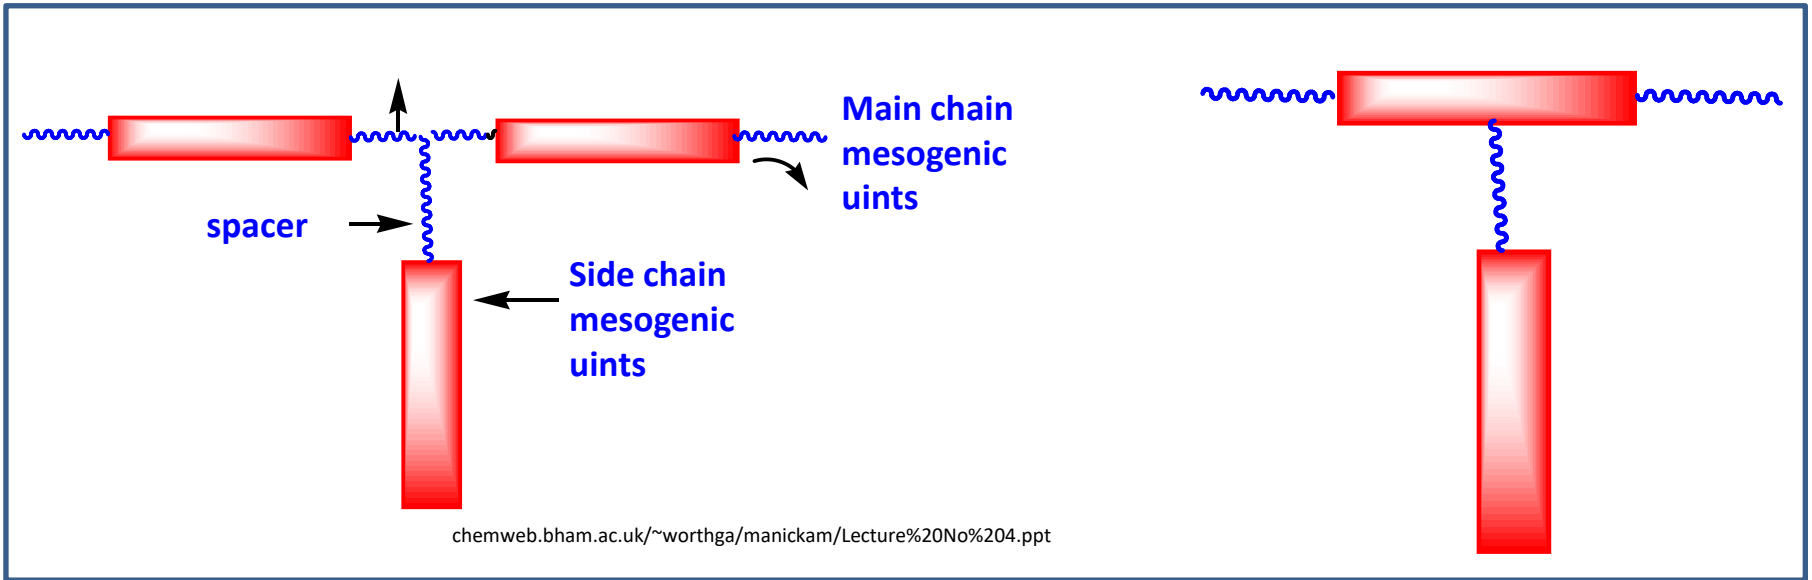 Main chain
mesogenic
uints
spacer
Side chain
mesogenic
uints
chemweb.bham.ac.uk/~worthga/manickam/Lecture%20No%204.ppt